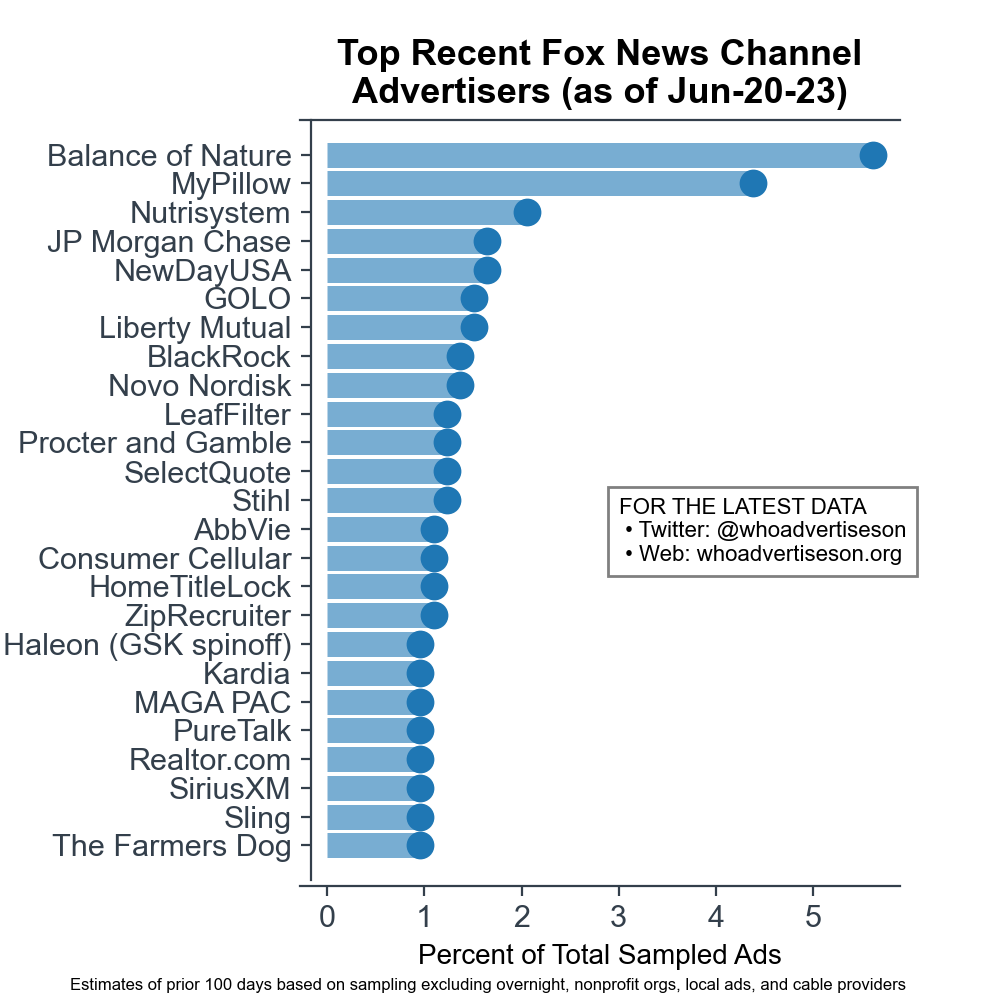 Top Recent Fox News Channel
Advertisers (as of Jun-20-23)
Balance of Nature
MyPillow
Nutrisystem
JP Morgan Chase
NewDayUSA
GOLO
Liberty Mutual
BlackRock
Novo Nordisk
LeafFilter
Procter and Gamble
SelectQuote
Stihl
AbbVie
Consumer Cellular
HomeTitleLock
ZipRecruiter
Haleon (GSK spinoff)
Kardia
MAGA PAC
PureTalk
Realtor.com
SiriusXM
Sling
The Farmers Dog
FOR THE LATEST DATA
• Twitter: @whoadvertiseson
• Web: whoadvertiseson.org
0 1 2 3 4 5
Percent of Total Sampled Ads
Estimates of prior 100 days based on sampling excluding overnight, nonprofit orgs, local ads, and cable providers